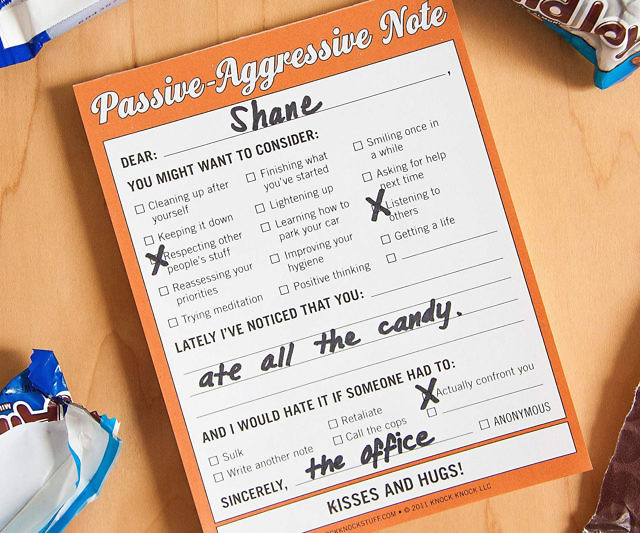 Passive-Aggressive Note
DEAR: Shane,
YOU MIGHT WANT TO CONSIDER:
Cleaning up after
yourself
Keeping it down
X Respecting other
people's stuff
Reassessing your
priorities
Trying meditation
Finishing what
you've started
Lightening up
Learning how to
park your car
Improving your
hygiene
Positive thinking
Smiling once in
a while
Asking for help
next time
X Listening to
others
Getting a life
LATELY I'VE NOTICED THAT YOU:
ate all the candy.
AND I WOULD HATE IT IF SOMEONE HAD TO:
Sulk
Write another note
Retaliate
Call the cops
X Actually confront you
SINCERELY, the office
ANONYMOUS
KISSES AND HUGS!
OCKKNOCKSTUFF.COM • © 2011 KNOCK KNOCK LLC